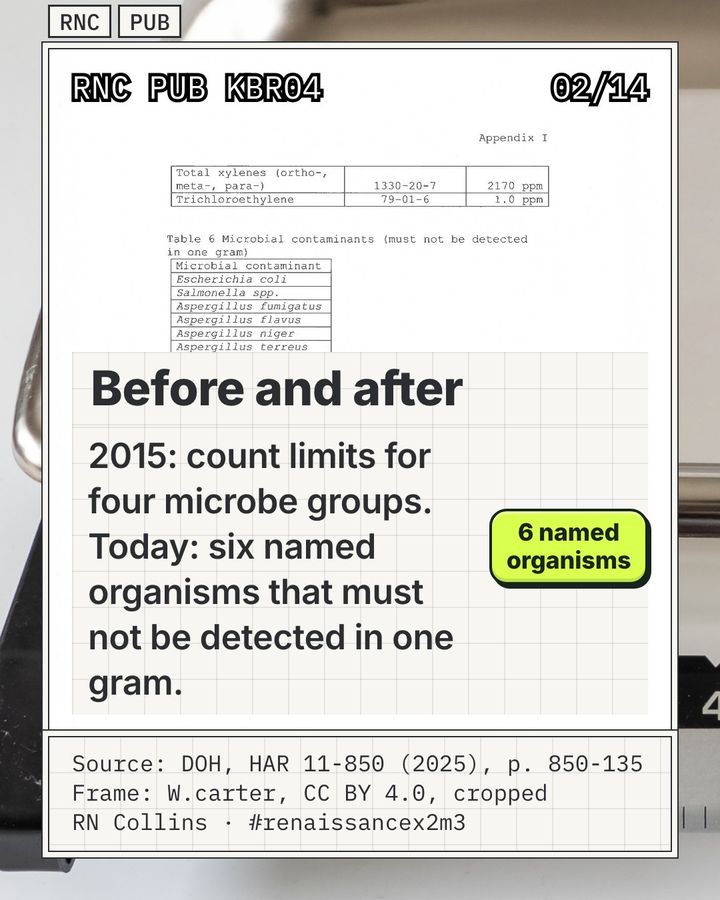 RNC PUB
RNC PUB KBR04 02/14
Appendix I
Total xylenes (ortho-,
meta-, para-) 1330-20-7 2170 ppm
Trichloroethylene 79-01-6 1.0 ppm
Table 6 Microbial contaminants (must not be detected
in one gram)
Microbial contaminant
Escherichia coli
Salmonella spp.
Aspergillus fumigatus
Aspergillus flavus
Aspergillus niger
Aspergillus terreus
Before and after
2015: count limits for
four microbe groups.
Today: six named
organisms that must
not be detected in one
gram.
6 named
organisms
4
Source: DOH, HAR 11-850 (2025), p. 850-135
Frame: W.carter, CC BY 4.0, cropped
RN Collins · #renaissancex2m3